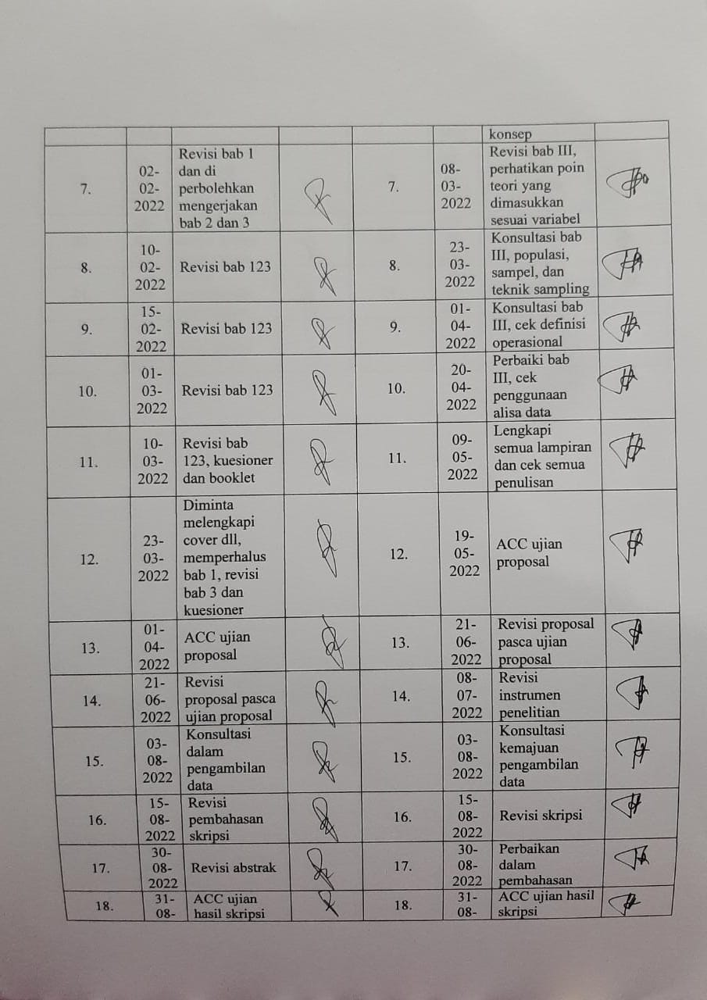 konsep
7.
02-
02-
2022
Revisi bab 1
dan di
perbolehkan
mengerjakan
bab 2 dan 3
7.
08-
03-
2022
Revisi bab III,
perhatikan poin
teori yang
dimasukkan
sesuai variabel
8.
10-
02-
2022
Revisi bab 123
8.
23-
03-
2022
Konsultasi bab
III, populasi,
sampel, dan
teknik sampling
9.
15-
02-
2022
Revisi bab 123
9.
01-
04-
2022
Konsultasi bab
III, cek definisi
operasional
10.
01-
03-
2022
Revisi bab 123
10.
20-
04-
2022
Perbaiki bab
III, cek
penggunaan
alisa data
11.
10-
03-
2022
Revisi bab
123, kuesioner
dan booklet
11.
09-
05-
2022
Lengkapi
semua lampiran
dan cek semua
penulisan
12.
23-
03-
2022
Diminta
melengkapi
cover dll,
memperhalus
bab 1, revisi
bab 3 dan
kuesioner
12.
19-
05-
2022
ACC ujian
proposal
13.
01-
04-
2022
ACC ujian
proposal
13.
21-
06-
2022
Revisi proposal
pasca ujian
proposal
14.
21-
06-
2022
Revisi
proposal pasca
ujian proposal
14.
08-
07-
2022
Revisi
instrumen
penelitian
15.
03-
08-
2022
Konsultasi
dalam
pengambilan
data
15.
03-
08-
2022
Konsultasi
kemajuan
pengambilan
data
16.
15-
08-
2022
Revisi
pembahasan
skripsi
16.
15-
08-
2022
Revisi skripsi
17.
30-
08-
2022
Revisi abstrak
17.
30-
08-
2022
Perbaikan
dalam
pembahasan
18.
31-
08-
ACC ujian
hasil skripsi
18.
31-
08-
ACC ujian hasil
skripsi